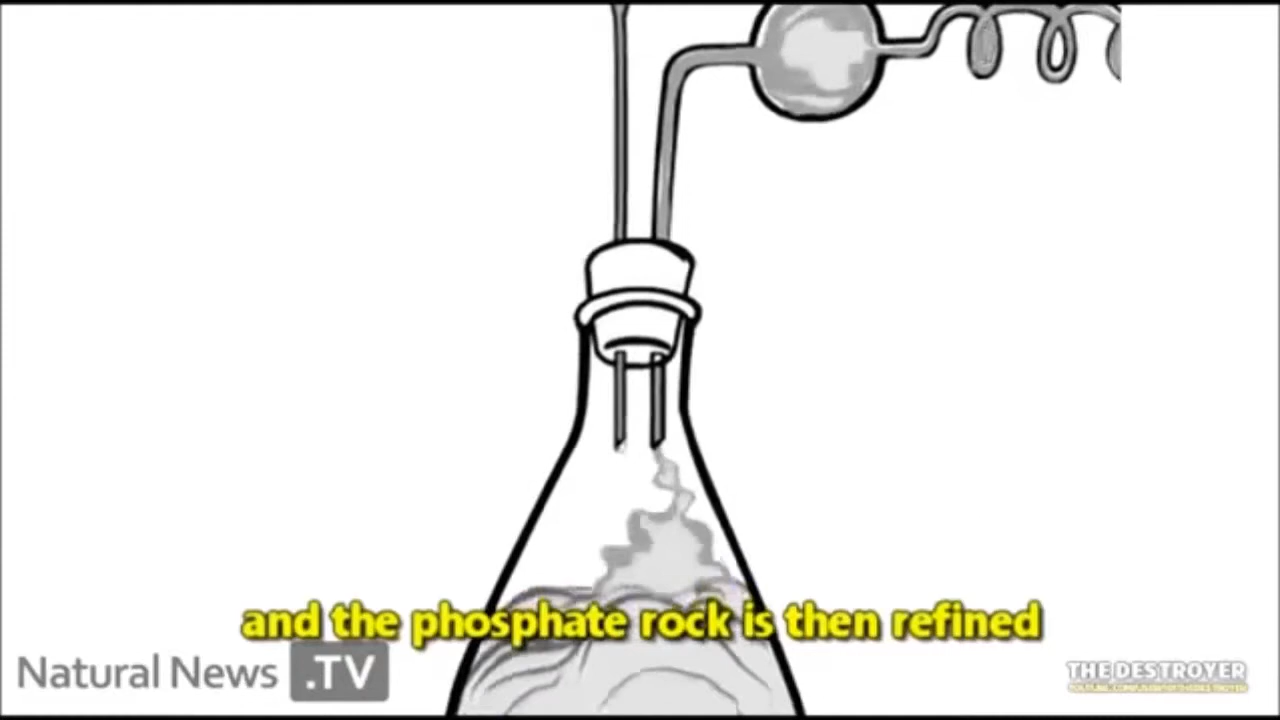 and the phosphate rock is then refined
Natural News .TV
THE DESTROYER